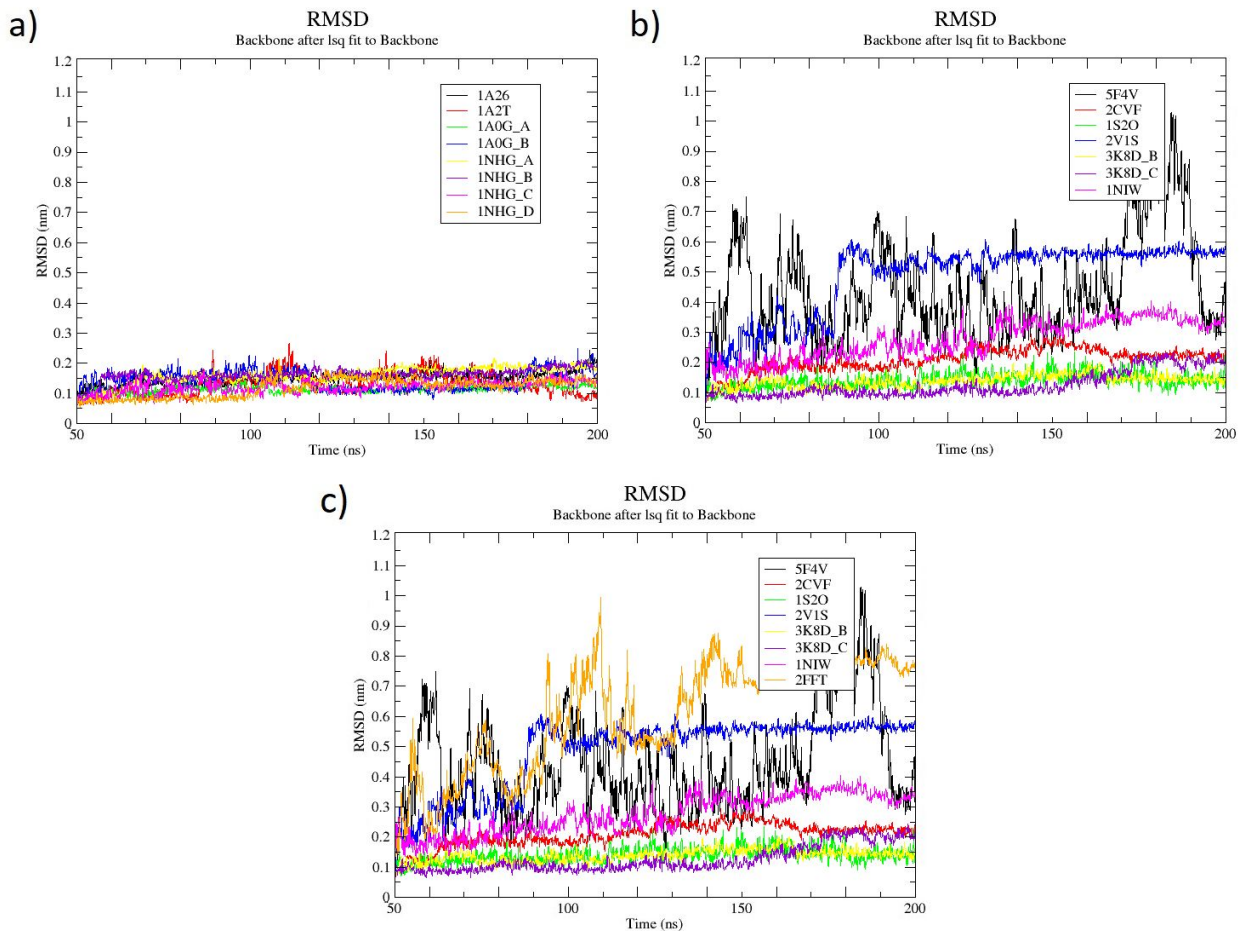 a)
RMSD
Backbone after lsq fit to Backbone
1.2
1.1
1
0.9
0.8
0.7
0.6
0.5
0.4
0.3
0.2
0.1
0
RMSD (nm)
1A26
1A2T
1A0G_A
1A0G_B
1NHG_A
1NHG_B
1NHG_C
1NHG_D
50
100
150
200
Time (ns)
b)
RMSD
Backbone after lsq fit to Backbone
1.2
1.1
1
0.9
0.8
0.7
0.6
0.5
0.4
0.3
0.2
0.1
0
RMSD (nm)
5F4V
2CVF
1S2O
2V1S
3K8D_B
3K8D_C
1NIW
50
100
150
200
Time (ns)
c)
RMSD
Backbone after lsq fit to Backbone
1.2
1.1
1
0.9
0.8
0.7
0.6
0.5
0.4
0.3
0.2
0.1
0
RMSD (nm)
5F4V
2CVF
1S2O
2V1S
3K8D_B
3K8D_C
1NIW
2FFT
50
100
150
200
Time (ns)